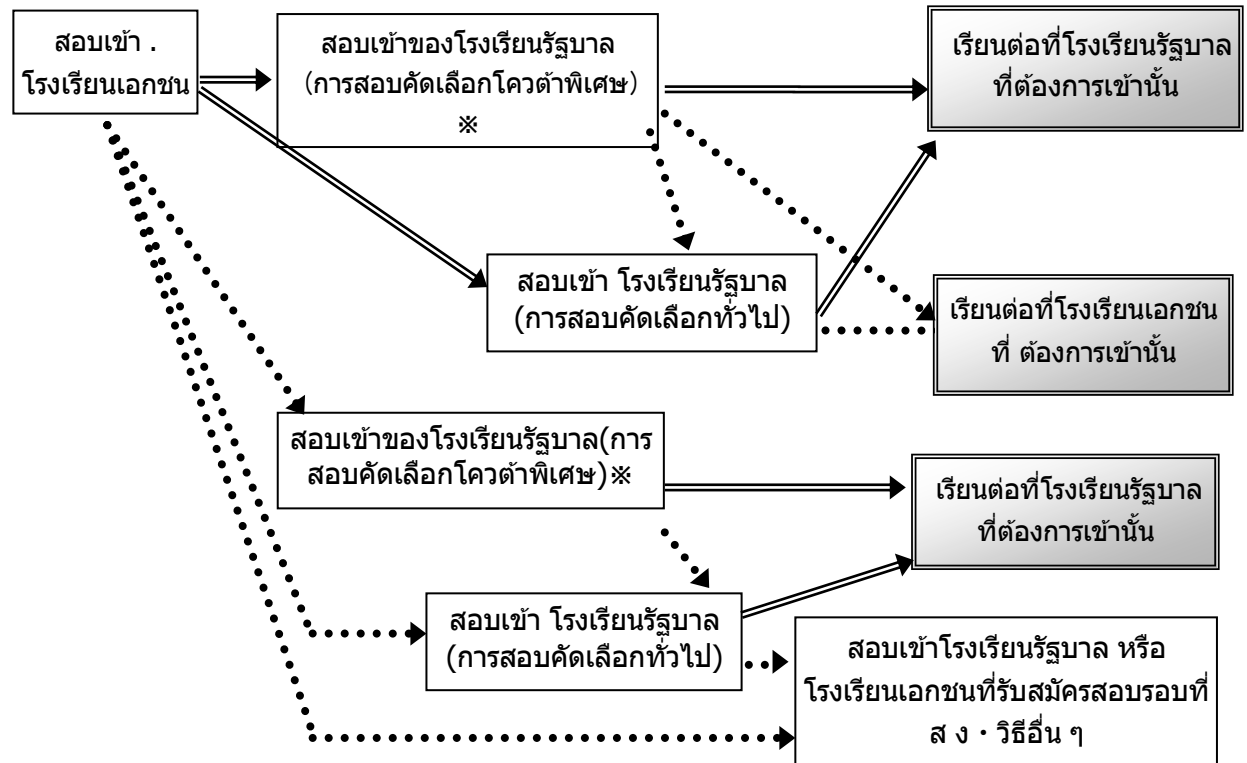 สอบเข้า .
โรงเรียนเอกชน
สอบเข้าของโรงเรียนรัฐบาล
(การสอบคัดเลือกโควต้าพิเศษ)
※
เรียนต่อที่โรงเรียนรัฐบาล
ที่ต้องการเข้านั้น
สอบเข้า โรงเรียนรัฐบาล
(การสอบคัดเลือกทั่วไป)
เรียนต่อที่โรงเรียนเอกชน
ที่ ต้องการเข้านั้น
สอบเข้าของโรงเรียนรัฐบาล(การ
สอบคัดเลือกโควต้าพิเศษ)※
เรียนต่อที่โรงเรียนรัฐบาล
ที่ต้องการเข้านั้น
สอบเข้า โรงเรียนรัฐบาล
(การสอบคัดเลือกทั่วไป)
สอบเข้าโรงเรียนรัฐบาล หรือ
โรงเรียนเอกชนที่รับสมัครสอบรอบที่
ส ง・วิธีอื่น ๆ